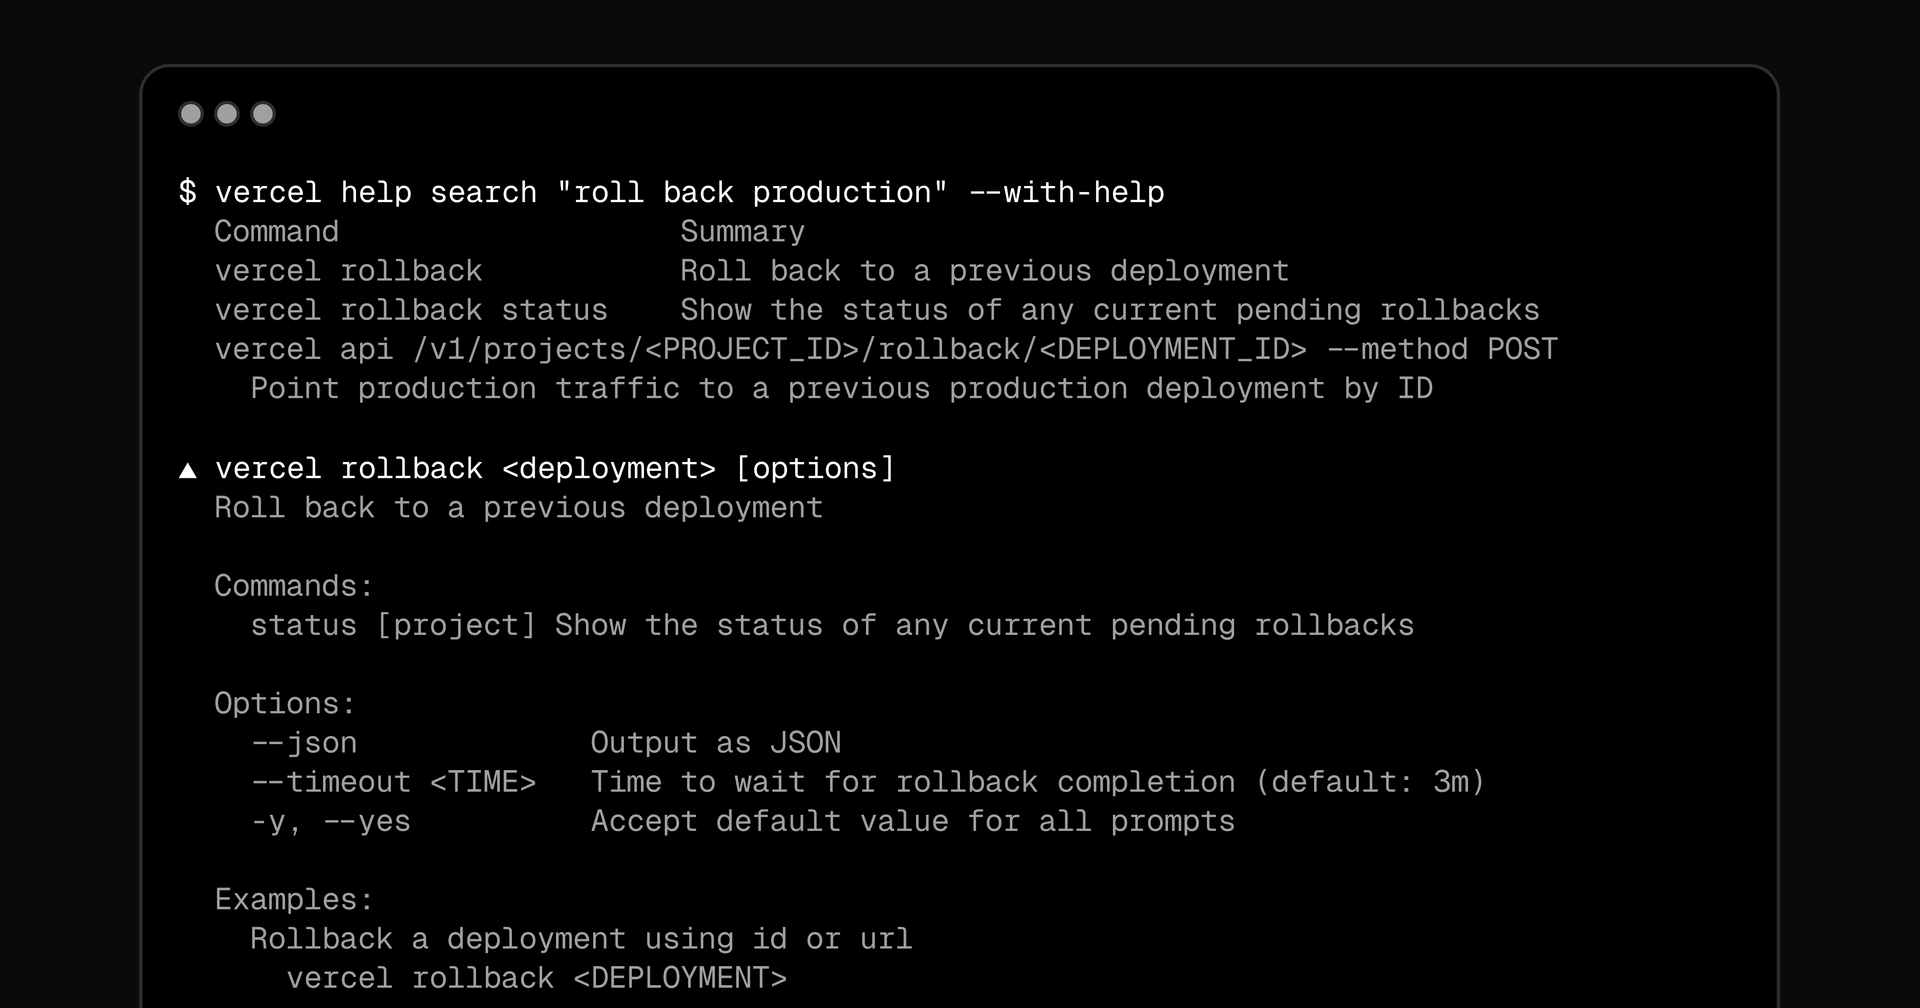 $ vercel help search "roll back production" --with-help
Command                   Summary
vercel rollback           Roll back to a previous deployment
vercel rollback status    Show the status of any current pending rollbacks
vercel api /v1/projects/<PROJECT_ID>/rollback/<DEPLOYMENT_ID> --method POST
Point production traffic to a previous production deployment by ID
▲ vercel rollback <deployment> [options]
Roll back to a previous deployment
Commands:
status [project] Show the status of any current pending rollbacks
Options:
--json             Output as JSON
--timeout <TIME>   Time to wait for rollback completion (default: 3m)
-y, --yes          Accept default value for all prompts
Examples:
Rollback a deployment using id or url
vercel rollback <DEPLOYMENT>